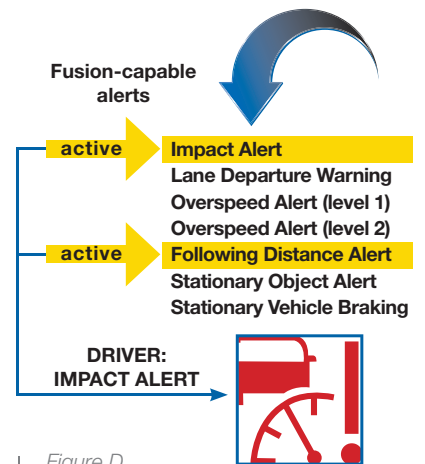 Fusion-capable
alerts
active
Impact Alert
Lane Departure Warning
Overspeed Alert (level 1)
Overspeed Alert (level 2)
active
Following Distance Alert
Stationary Object Alert
Stationary Vehicle Braking
DRIVER:
IMPACT ALERT
Figure D